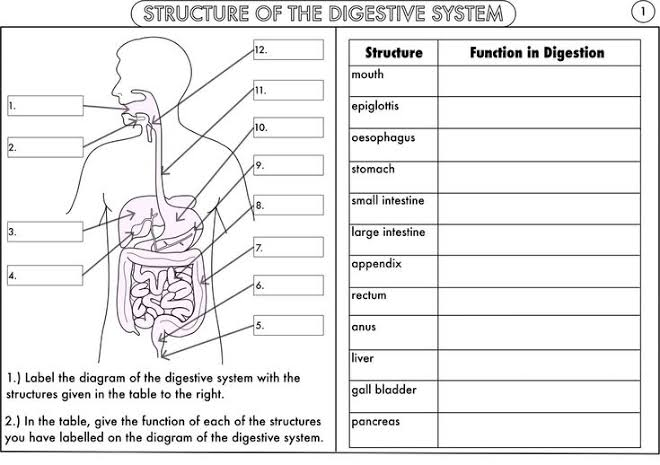 STRUCTURE OF THE DIGESTIVE SYSTEM
1
1.
2.
3.
4.
12.
11.
10.
9.
8.
7.
6.
5.
1.) Label the diagram of the digestive system with the
structures given in the table to the right.
2.) In the table, give the function of each of the structures
you have labelled on the diagram of the digestive system.
Structure Function in Digestion
mouth
epiglottis
oesophagus
stomach
small intestine
large intestine
appendix
rectum
anus
liver
gall bladder
pancreas